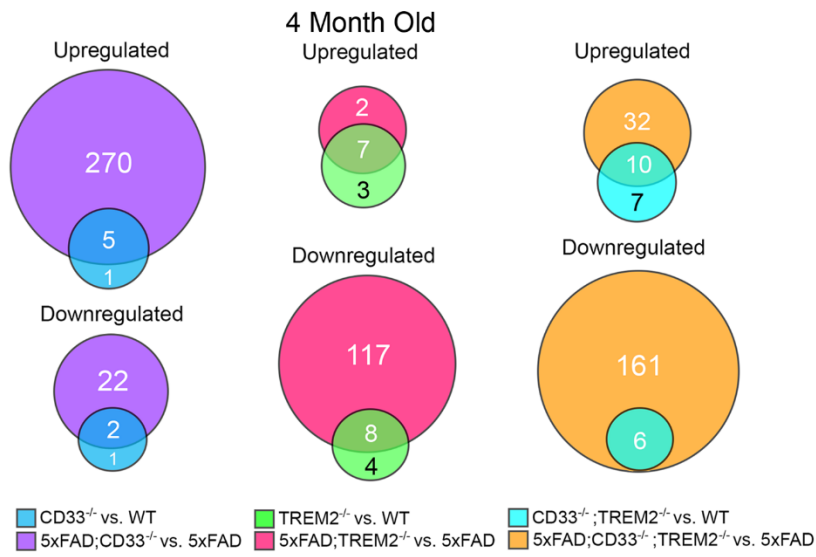 4 Month Old
Upregulated
270
5
1
Downregulated
22
2
1
Upregulated
2
7
3
Downregulated
117
8
4
Upregulated
32
10
7
Downregulated
161
6
CD33⁻/⁻ vs. WT
5xFAD;CD33⁻/⁻ vs. 5xFAD
TREM2⁻/⁻ vs. WT
5xFAD;TREM2⁻/⁻ vs. 5xFAD
CD33⁻/⁻;TREM2⁻/⁻ vs. WT
5xFAD;CD33⁻/⁻;TREM2⁻/⁻ vs. 5xFAD